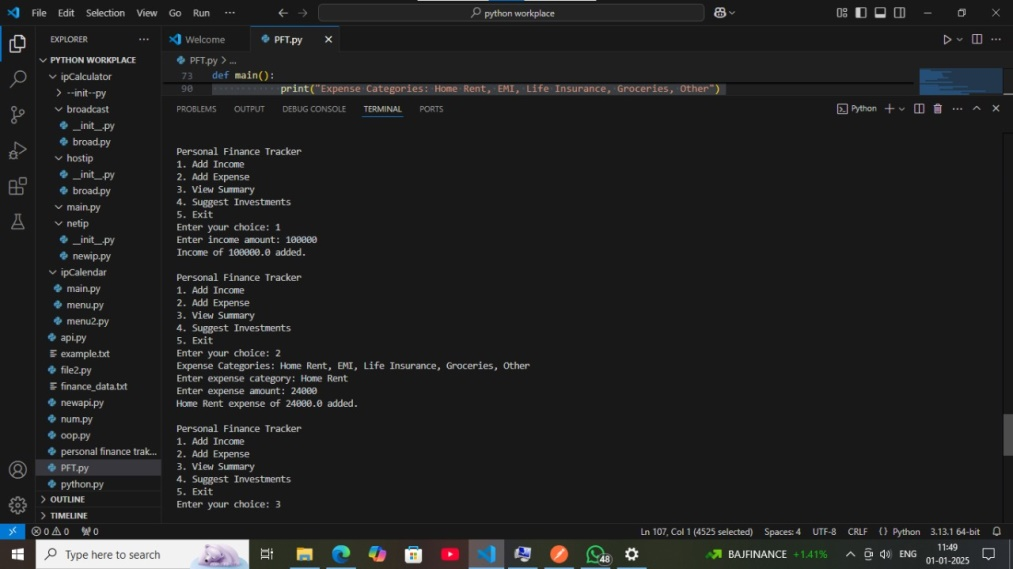 File Edit Selection View Go Run ...
python workplace
EXPLORER ...
PYTHON WORKPLACE
ipCalculator
--init--py
broadcast
__init__.py
broad.py
hostip
__init__.py
broad.py
main.py
netip
__init__.py
newip.py
ipCalendar
main.py
menu.py
menu2.py
api.py
example.txt
file2.py
finance_data.txt
newapi.py
num.py
oop.py
personal finance trak...
PFT.py
python.py
OUTLINE
TIMELINE
Welcome PFT.py
PFT.py > ...
73 def main():
90 print("Expense Categories: Home Rent, EMI, Life Insurance, Groceries, Other")
PROBLEMS OUTPUT DEBUG CONSOLE TERMINAL PORTS Python
Personal Finance Tracker
1. Add Income
2. Add Expense
3. View Summary
4. Suggest Investments
5. Exit
Enter your choice: 1
Enter income amount: 100000
Income of 100000.0 added.
Personal Finance Tracker
1. Add Income
2. Add Expense
3. View Summary
4. Suggest Investments
5. Exit
Enter your choice: 2
Expense Categories: Home Rent, EMI, Life Insurance, Groceries, Other
Enter expense category: Home Rent
Enter expense amount: 24000
Home Rent expense of 24000.0 added.
Personal Finance Tracker
1. Add Income
2. Add Expense
3. View Summary
4. Suggest Investments
5. Exit
Enter your choice: 3
0 0 0 Ln 107, Col 1 (4525 selected) Spaces: 4 UTF-8 CRLF {} Python 3.13.1 64-bit
Type here to search 48 BAJFINANCE +1.41% ENG 11:49
01-01-2025